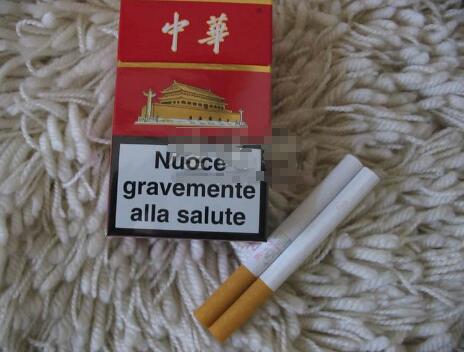 中華
Nuoce
gravemente
alla salute